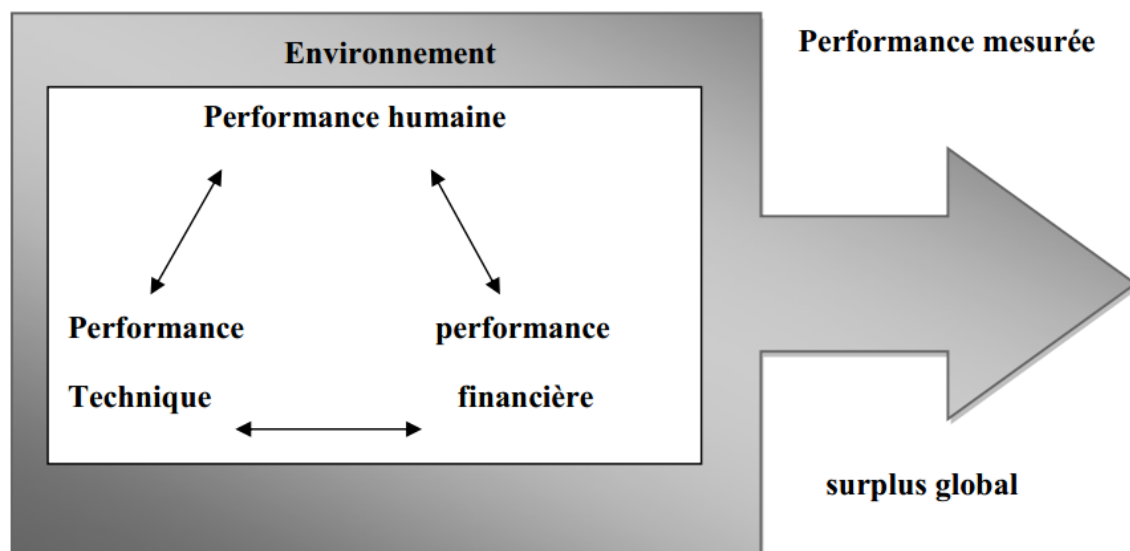 Environnement
Performance mesurée
Performance humaine
Performance
performance
Technique
financière
surplus global